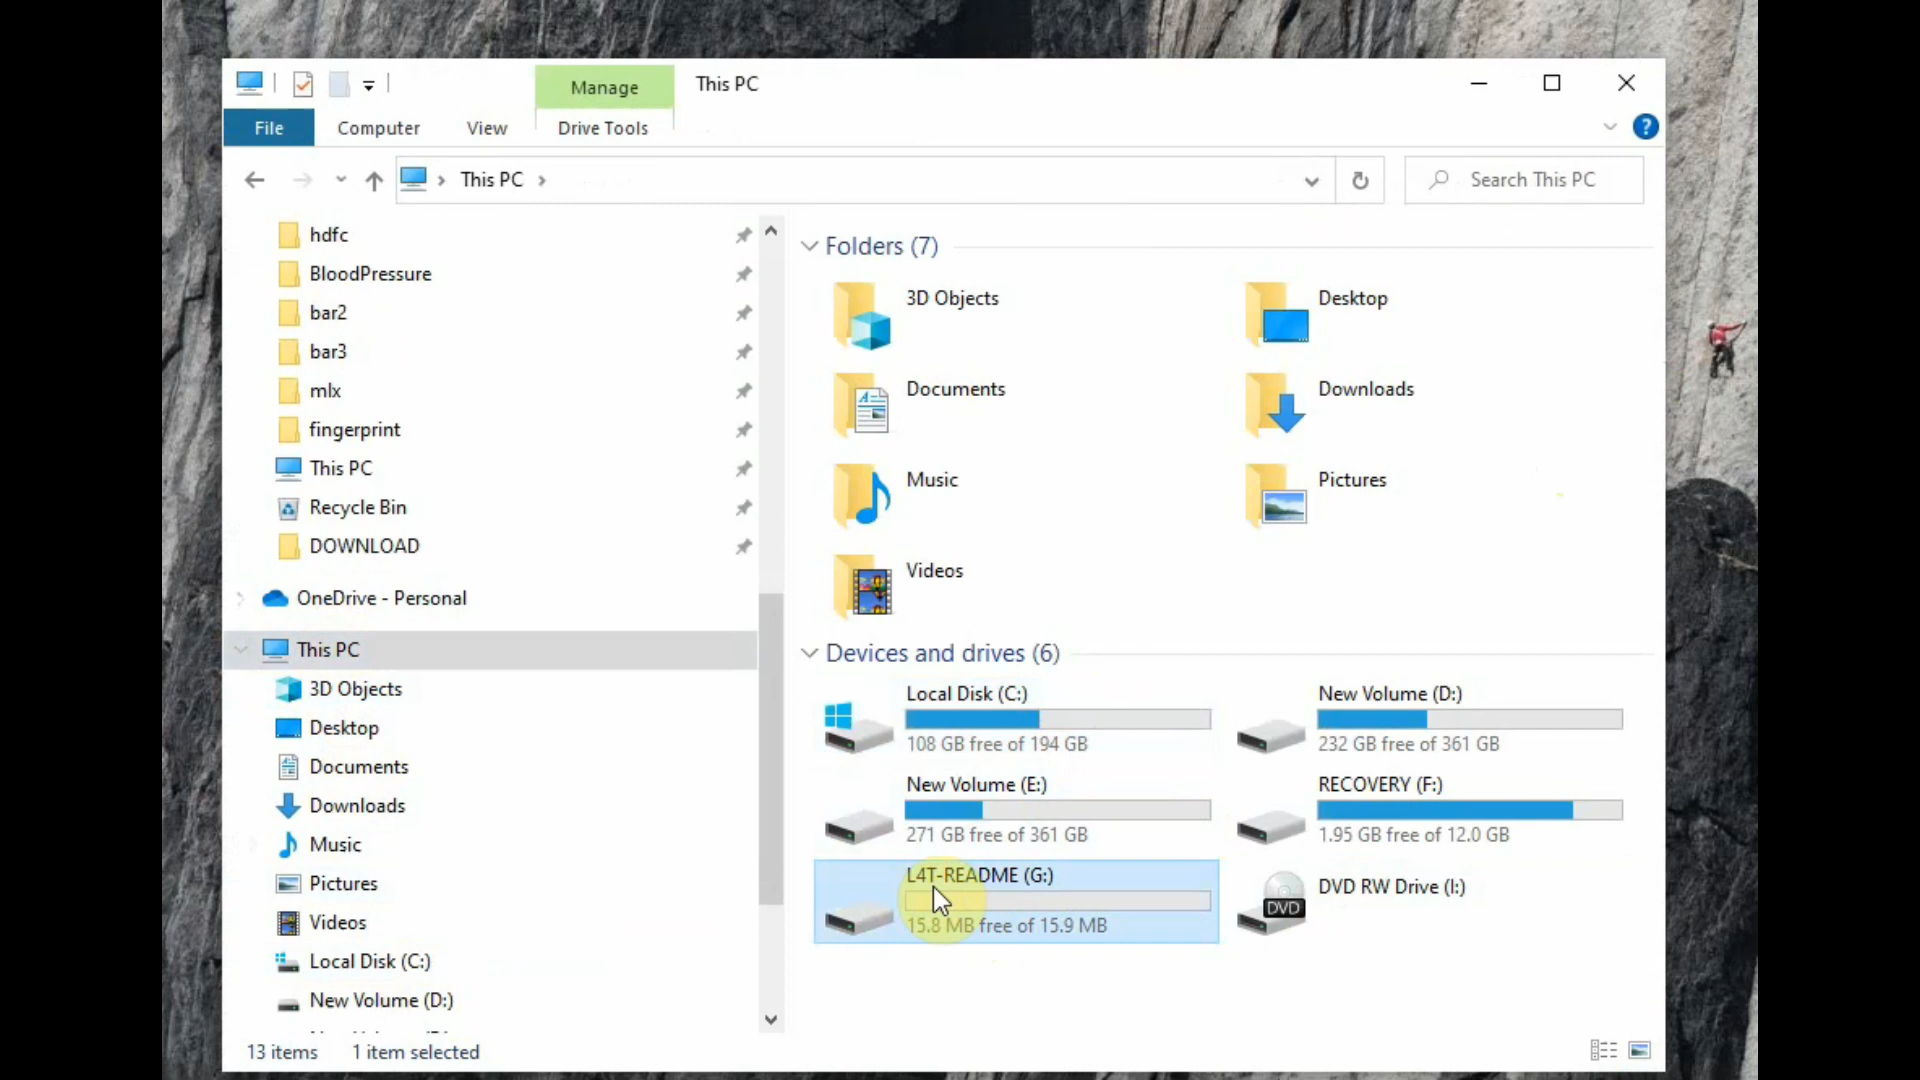 Manage
This PC
File
Computer
View
Drive Tools
?
This PC
Search This PC
hdfc
BloodPressure
bar2
bar3
mlx
fingerprint
This PC
Recycle Bin
DOWNLOAD
OneDrive - Personal
This PC
3D Objects
Desktop
Documents
Downloads
Music
Pictures
Videos
Local Disk (C:)
New Volume (D:)
Folders (7)
3D Objects
Desktop
Documents
Downloads
Music
Pictures
Videos
Devices and drives (6)
Local Disk (C:)
108 GB free of 194 GB
New Volume (D:)
232 GB free of 361 GB
New Volume (E:)
271 GB free of 361 GB
RECOVERY (F:)
1.95 GB free of 12.0 GB
L4T-README (G:)
15.8 MB free of 15.9 MB
DVD RW Drive (I:)
DVD
13 items
1 item selected